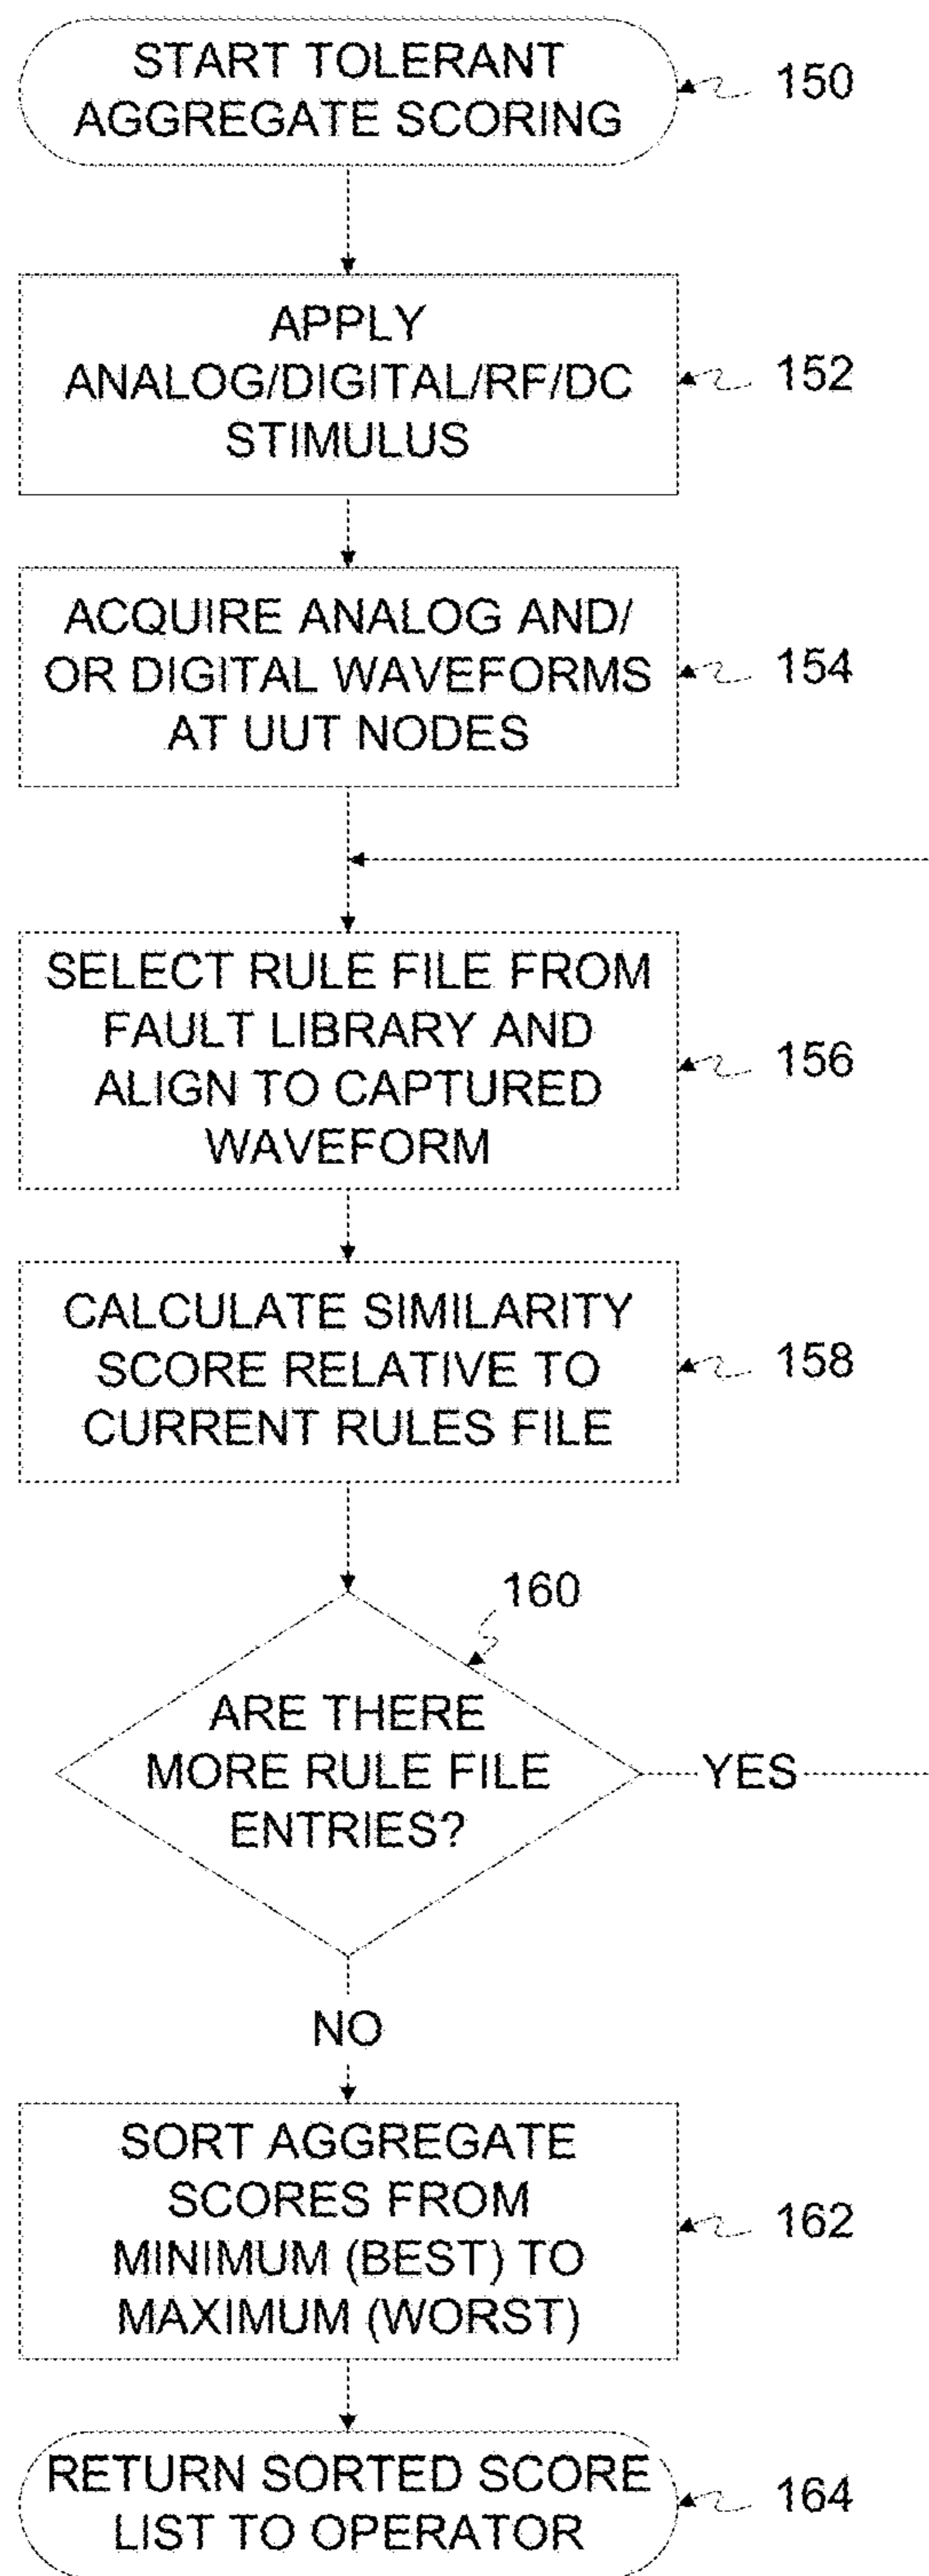 START TOLERANT
AGGREGATE SCORING
150
APPLY
ANALOG/DIGITAL/RF/DC
STIMULUS
152
ACQUIRE ANALOG AND/
OR DIGITAL WAVEFORMS
AT UUT NODES
154
SELECT RULE FILE FROM
FAULT LIBRARY AND
ALIGN TO CAPTURED
WAVEFORM
156
CALCULATE SIMILARITY
SCORE RELATIVE TO
CURRENT RULES FILE
158
160
ARE THERE
MORE RULE FILE
ENTRIES?
YES
NO
SORT AGGREGATE
SCORES FROM
MINIMUM (BEST) TO
MAXIMUM (WORST)
162
RETURN SORTED SCORE
LIST TO OPERATOR
164